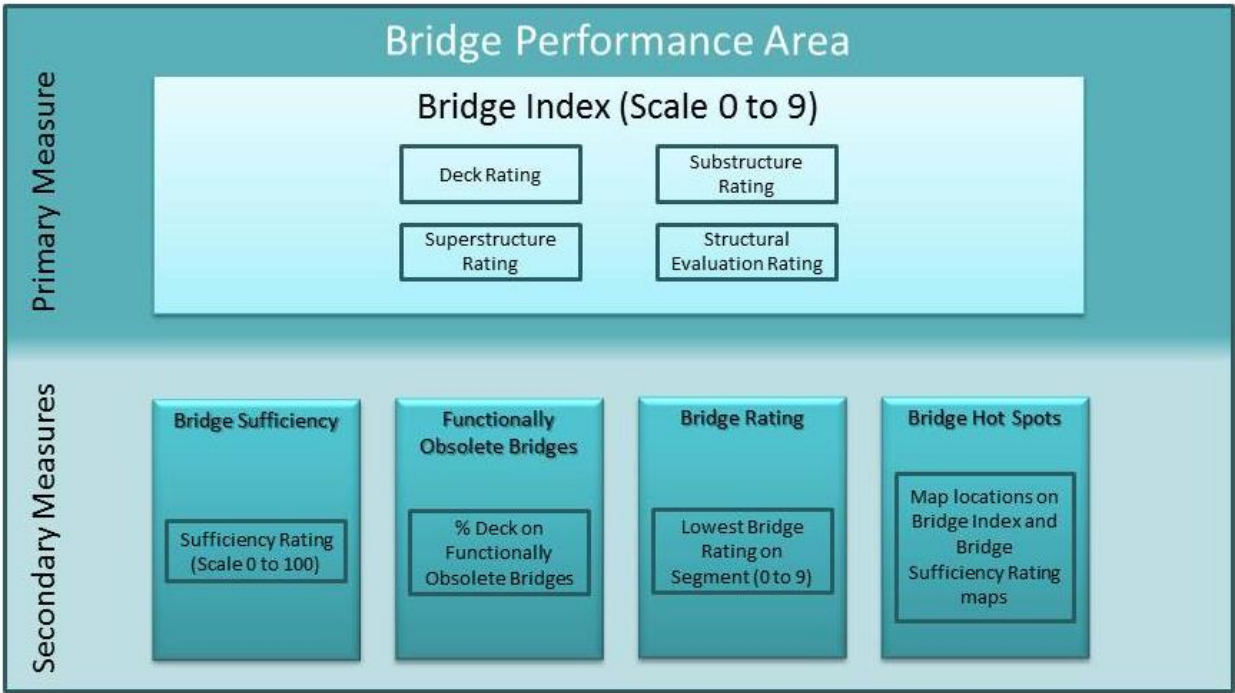 Bridge Performance Area
Primary Measure
Bridge Index (Scale 0 to 9)
Deck Rating
Substructure
Rating
Superstructure
Rating
Structural
Evaluation Rating
Secondary Measures
Bridge Sufficiency
Sufficiency Rating
(Scale 0 to 100)
Functionally
Obsolete Bridges
% Deck on
Functionally
Obsolete Bridges
Bridge Rating
Lowest Bridge
Rating on
Segment (0 to 9)
Bridge Hot Spots
Map locations on
Bridge Index and
Bridge
Sufficiency Rating
maps